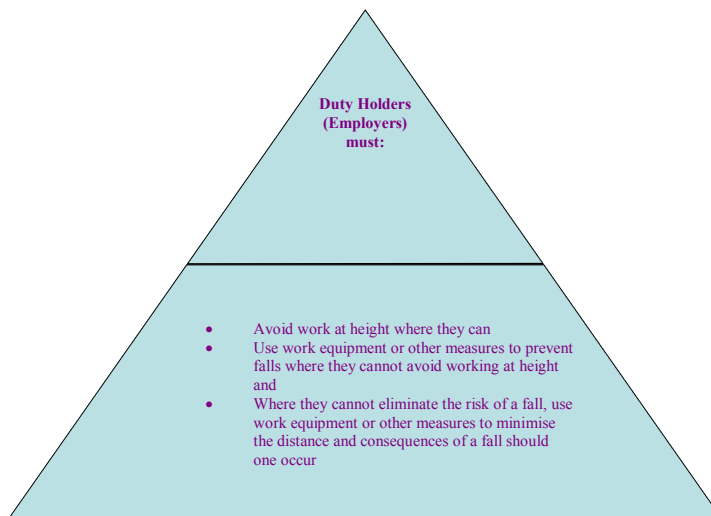 Duty Holders
(Employers)
must:
• Avoid work at height where they can
• Use work equipment or other measures to prevent
falls where they cannot avoid working at height
and
• Where they cannot eliminate the risk of a fall, use
work equipment or other measures to minimise
the distance and consequences of a fall should
one occur